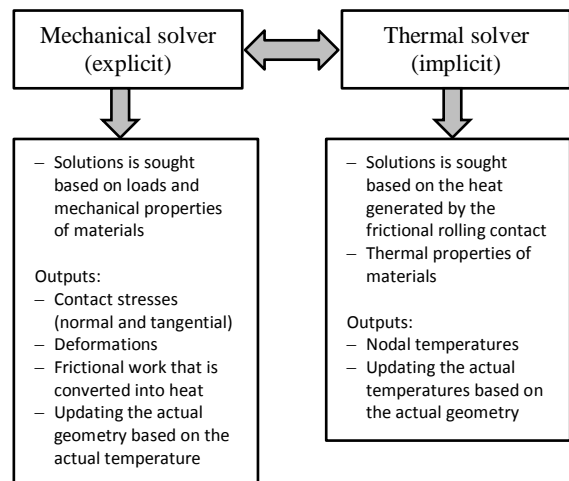 Mechanical solver
(explicit)
Thermal solver
(implicit)
– Solutions is sought
based on loads and
mechanical properties
of materials
Outputs:
– Contact stresses
(normal and tangential)
– Deformations
– Frictional work that is
converted into heat
– Updating the actual
geometry based on the
actual temperature
– Solutions is sought
based on the heat
generated by the
frictional rolling contact
– Thermal properties of
materials
Outputs:
– Nodal temperatures
– Updating the actual
temperatures based on
the actual geometry